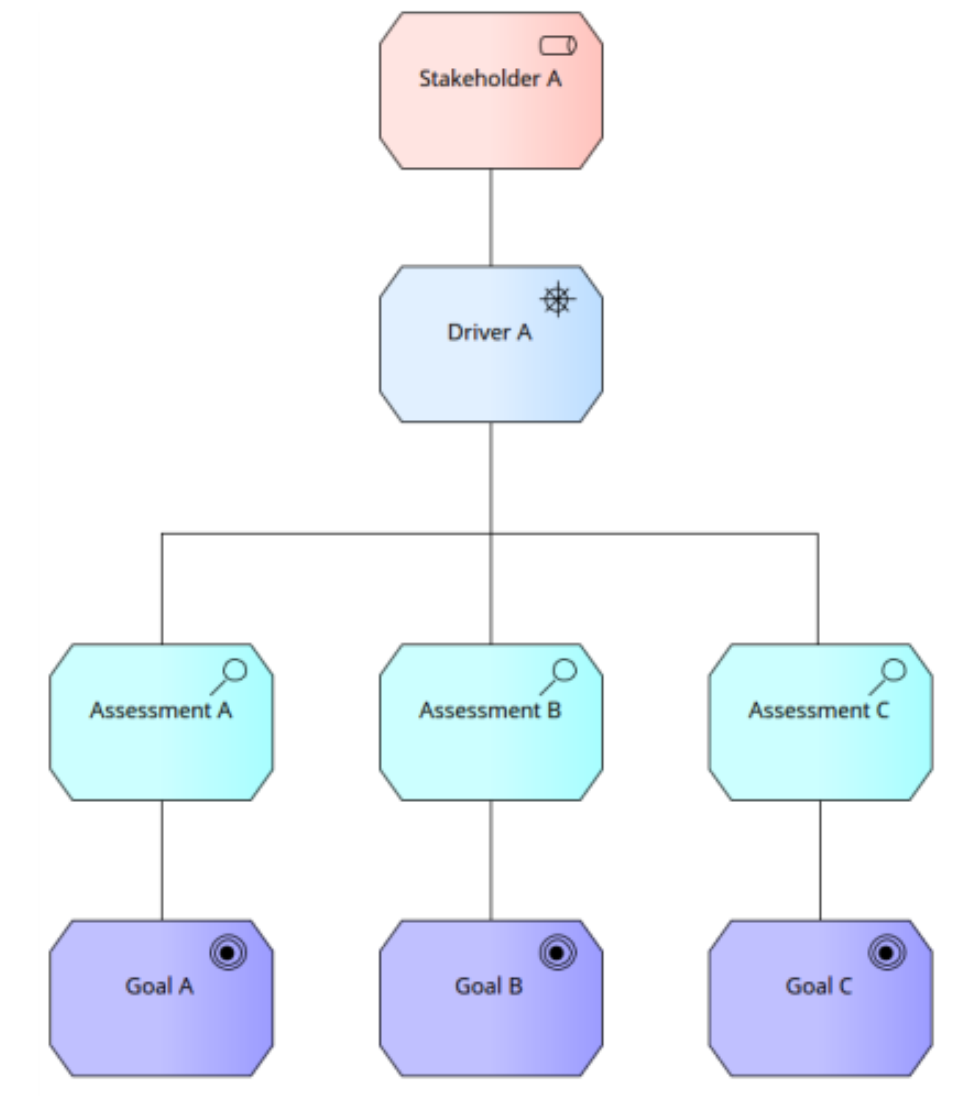 Stakeholder A
Driver A
Assessment A
Assessment B
Assessment C
Goal A
Goal B
Goal C